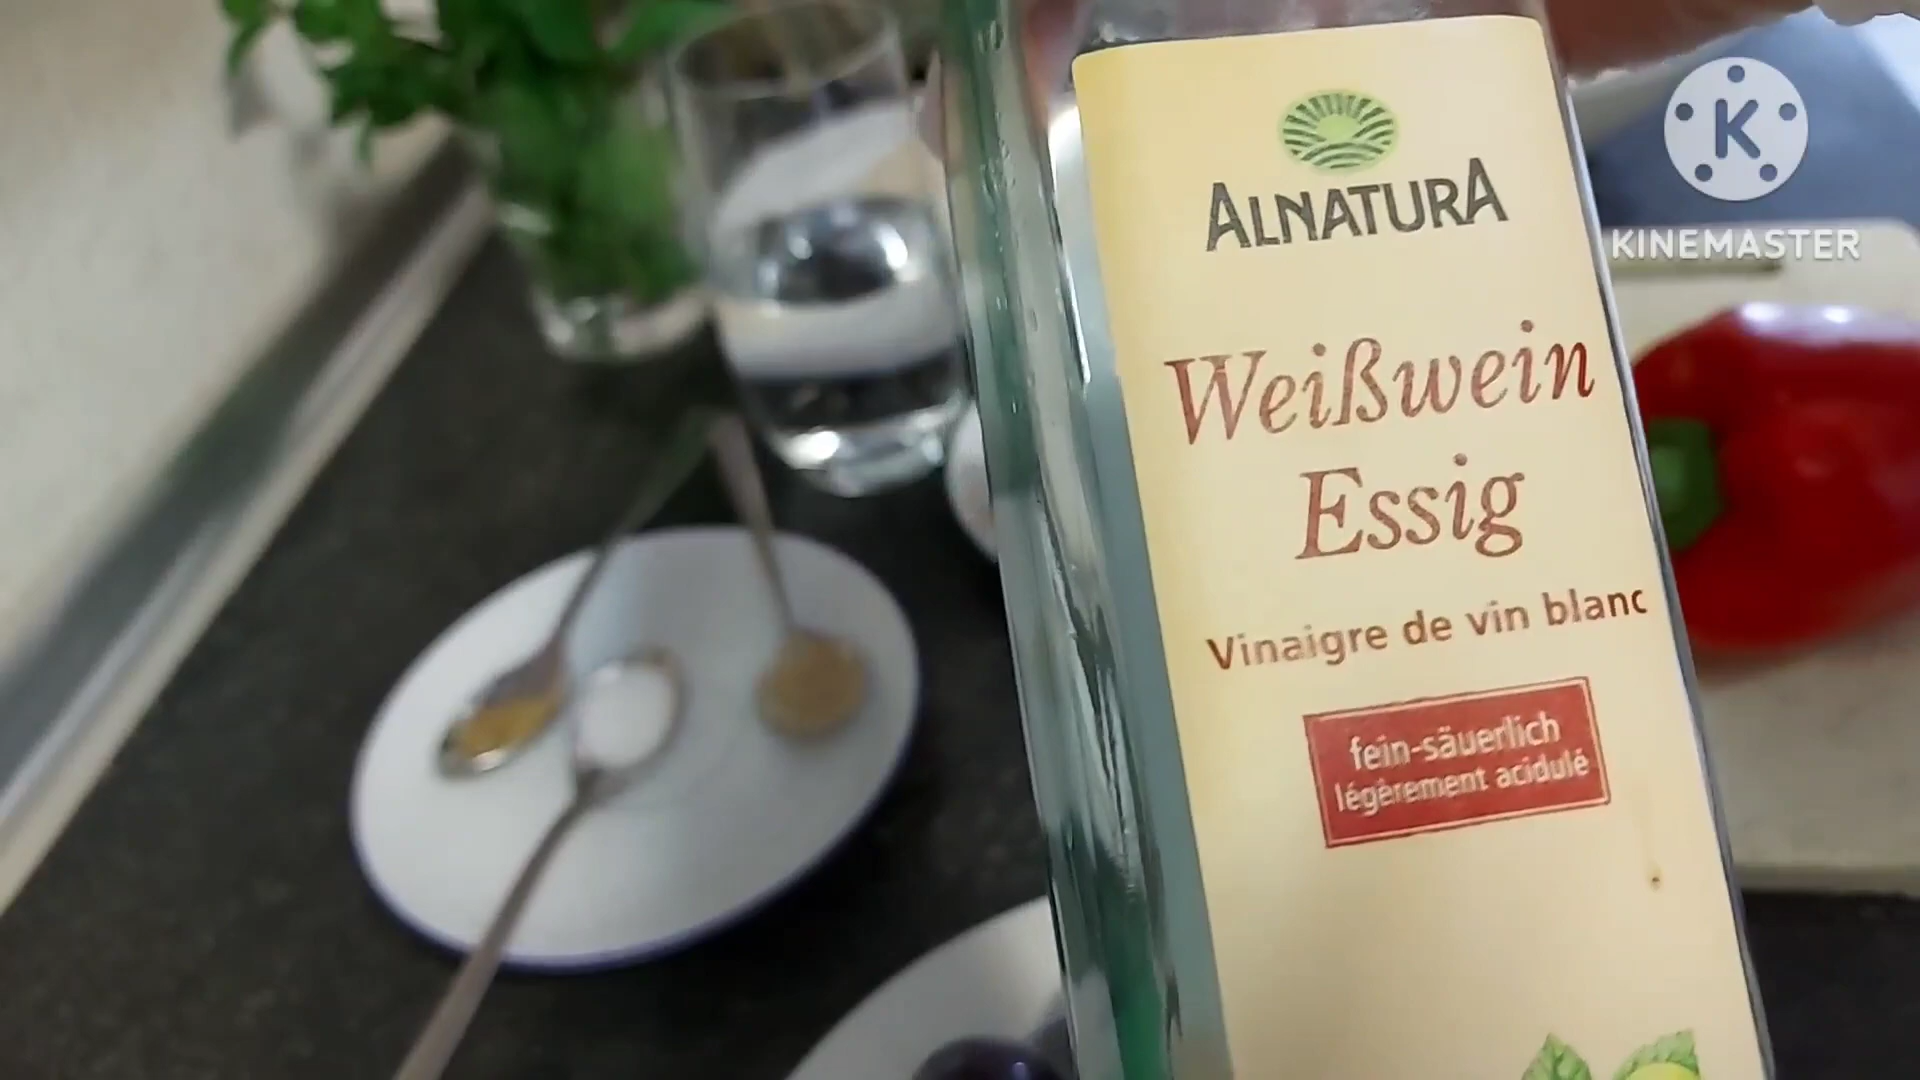 ALNATURA
Weißwein
Essig
Vinaigre de vin blanc
fein-säuerlich
légèrement acidulé
K
KINEMASTER